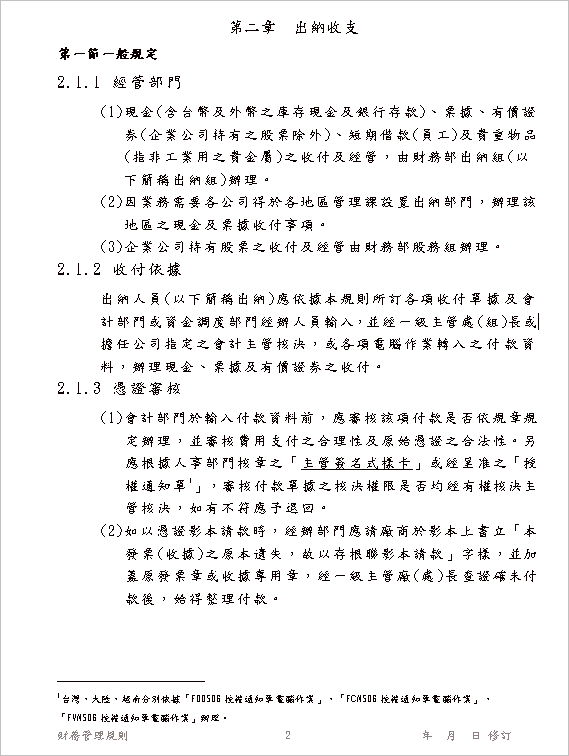 第二章　出納收支
第一節一般規定
2.1.1 經管部門
(1)現金(含台幣及外幣之庫存現金及銀行存款)、票據、有價證
券(企業公司持有之股票除外)、短期借款(員工)及貴重物品
(指非工業用之貴金屬)之收付及經管，由財務部出納組(以
下簡稱出納組)辦理。
(2)因業務需要各公司得於各地區管理課設置出納部門，辦理該
地區之現金及票據收付事項。
(3)企業公司持有股票之收付及經管由財務部股務組辦理。
2.1.2 收付依據
出納人員(以下簡稱出納)應依據本規則所訂各項收付單據及會
計部門或資金調度部門經辦人員輸入，並經一級主管處(組)長或
擔任公司指定之會計主管核決，或各項電腦作業轉入之付款資
料，辦理現金、票據及有價證券之收付。
2.1.3 憑證審核
(1)會計部門於輸入付款資料前，應審核該項付款是否依規章規
定辦理，並審核費用支付之合理性及原始憑證之合法性。另
應根據人事部門核章之「主管簽名式樣卡」或經呈准之「授
權通知單1」，審核付款單據之核決權限是否均經有權核決主
管核決，如有不符應予退回。
(2)如以憑證影本請款時，經辦部門應請廠商於影本上書立「本
發票(收據)之原本遺失，故以存根聯影本請款」字樣，並加
蓋原發票章或收據專用章，經一級主管廠(處)長查證確未付
款後，始得整理付款。
1台灣、大陸、越南分別依據「F00506 授權通知單電腦作業」、「FCN506 授權通知單電腦作業」、
「FVN506 授權通知單電腦作業」辦理。
財務管理規則 2 年 月 日 修訂